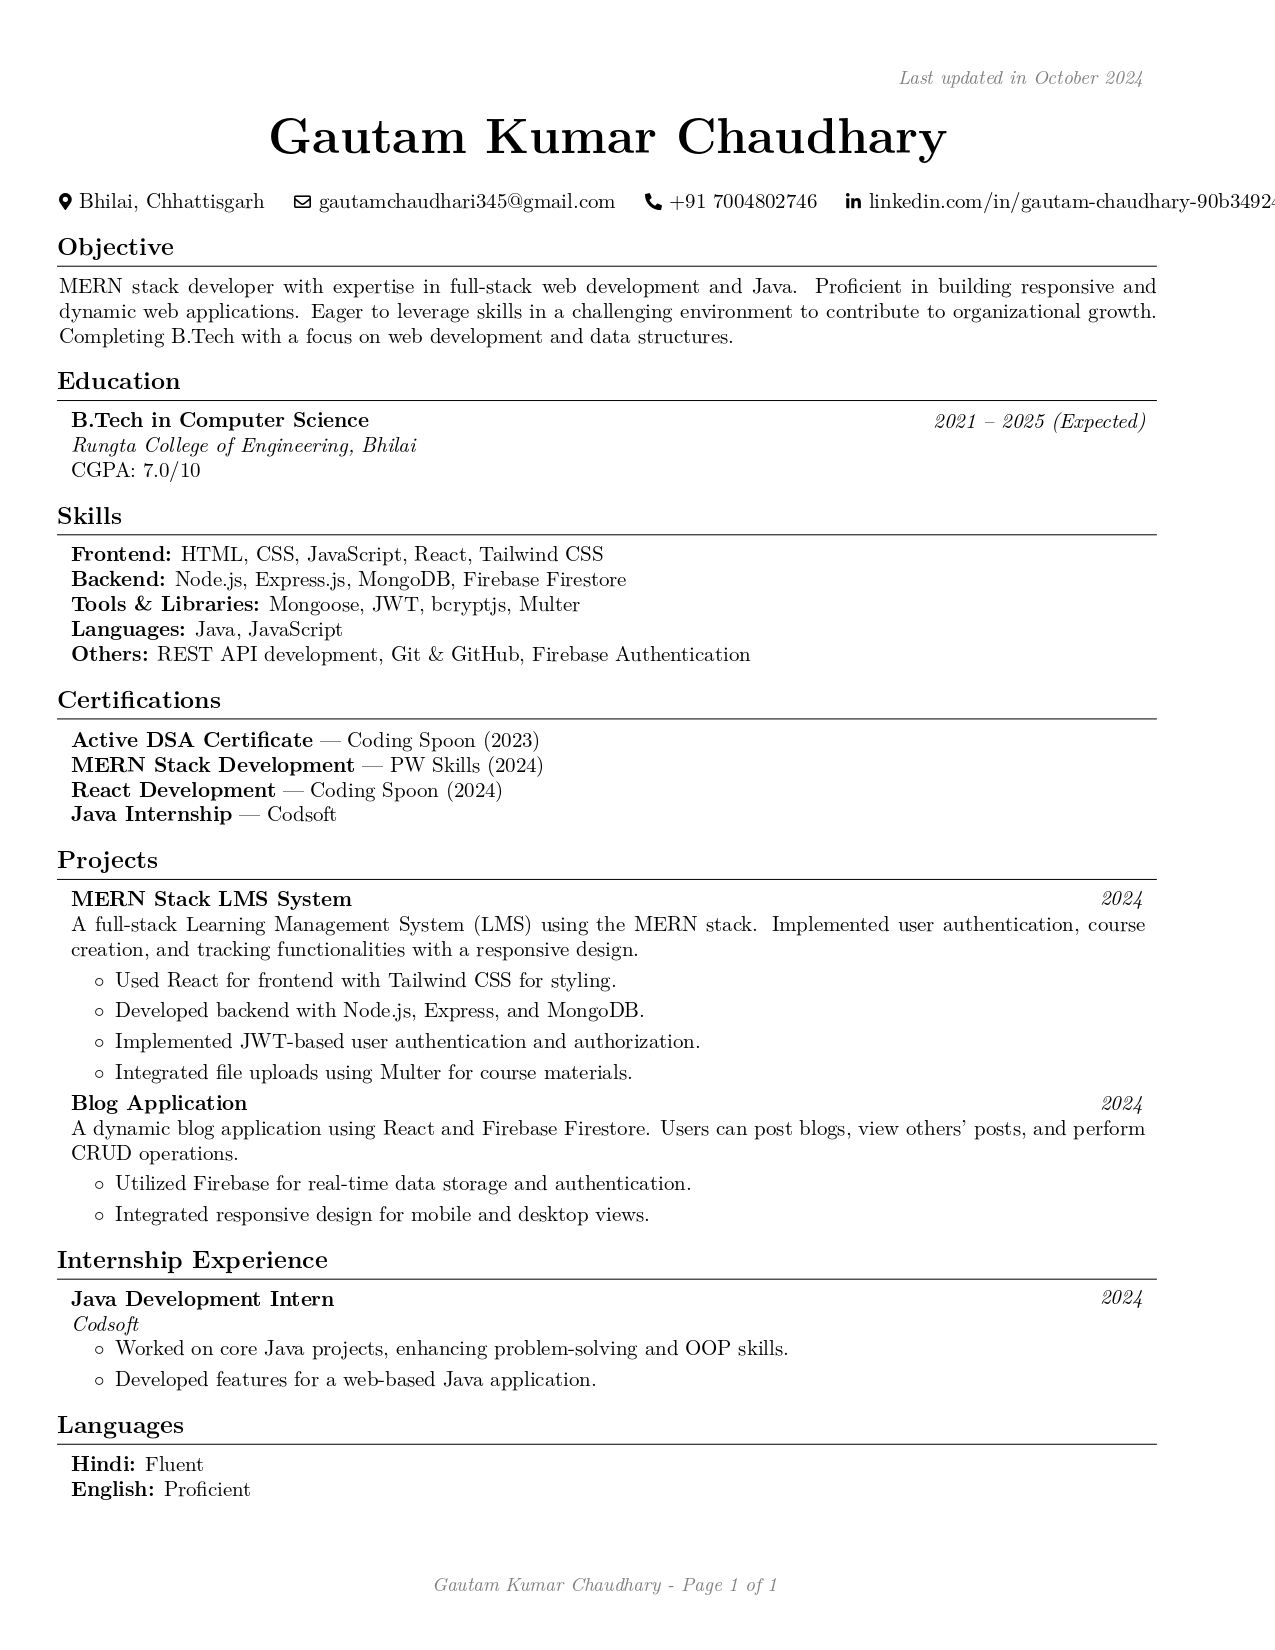 Last updated in October 2024
Gautam Kumar Chaudhary
Bhilai, Chhattisgarh gautamchaudhari345@gmail.com +91 7004802746 linkedin.com/in/gautam-chaudhary-90b34924
Objective
MERN stack developer with expertise in full-stack web development and Java. Proficient in building responsive and
dynamic web applications. Eager to leverage skills in a challenging environment to contribute to organizational growth.
Completing B.Tech with a focus on web development and data structures.
Education
B.Tech in Computer Science 2021 – 2025 (Expected)
Rungta College of Engineering, Bhilai
CGPA: 7.0/10
Skills
Frontend: HTML, CSS, JavaScript, React, Tailwind CSS
Backend: Node.js, Express.js, MongoDB, Firebase Firestore
Tools & Libraries: Mongoose, JWT, bcryptjs, Multer
Languages: Java, JavaScript
Others: REST API development, Git & GitHub, Firebase Authentication
Certifications
Active DSA Certificate — Coding Spoon (2023)
MERN Stack Development — PW Skills (2024)
React Development — Coding Spoon (2024)
Java Internship — Codsoft
Projects
MERN Stack LMS System 2024
A full-stack Learning Management System (LMS) using the MERN stack. Implemented user authentication, course
creation, and tracking functionalities with a responsive design.
○ Used React for frontend with Tailwind CSS for styling.
○ Developed backend with Node.js, Express, and MongoDB.
○ Implemented JWT-based user authentication and authorization.
○ Integrated file uploads using Multer for course materials.
Blog Application 2024
A dynamic blog application using React and Firebase Firestore. Users can post blogs, view others' posts, and perform
CRUD operations.
○ Utilized Firebase for real-time data storage and authentication.
○ Integrated responsive design for mobile and desktop views.
Internship Experience
Java Development Intern 2024
Codsoft
○ Worked on core Java projects, enhancing problem-solving and OOP skills.
○ Developed features for a web-based Java application.
Languages
Hindi: Fluent
English: Proficient
Gautam Kumar Chaudhary - Page 1 of 1